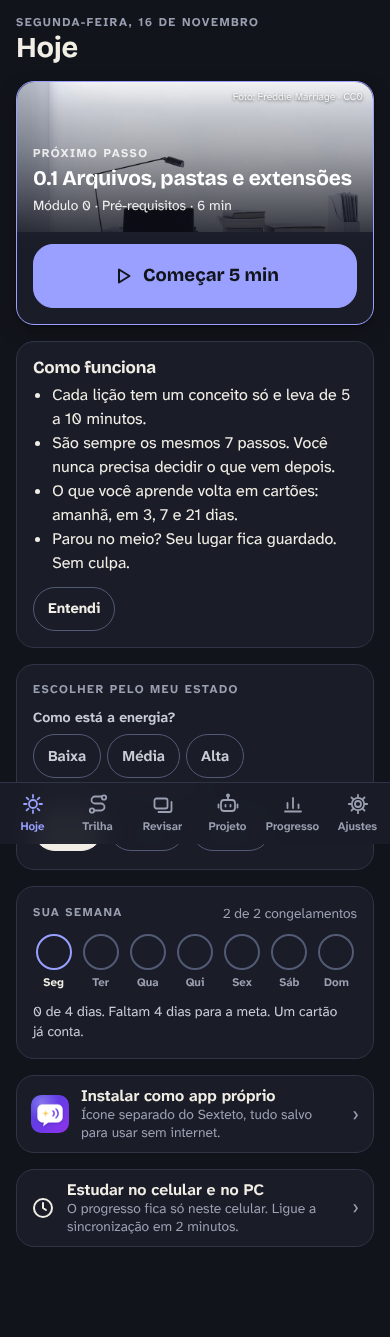 SEGUNDA-FEIRA, 16 DE NOVEMBRO
Hoje
Foto: Freddie Marriage · CC0
PRÓXIMO PASSO
0.1 Arquivos, pastas e extensões
Módulo 0 · Pré-requisitos · 6 min
Começar 5 min
Como funciona
• Cada lição tem um conceito só e leva de 5
a 10 minutos.
• São sempre os mesmos 7 passos. Você
nunca precisa decidir o que vem depois.
• O que você aprende volta em cartões:
amanhã, em 3, 7 e 21 dias.
• Parou no meio? Seu lugar fica guardado.
Sem culpa.
Entendi
ESCOLHER PELO MEU ESTADO
Como está a energia?
Baixa Média Alta
Hoje Trilha Revisar Projeto Progresso Ajustes
SUA SEMANA 2 de 2 congelamentos
Seg Ter Qua Qui Sex Sáb Dom
0 de 4 dias. Faltam 4 dias para a meta. Um cartão
já conta.
Instalar como app próprio
Ícone separado do Sexteto, tudo salvo
para usar sem internet.
Estudar no celular e no PC
O progresso fica só neste celular. Ligue a
sincronização em 2 minutos.